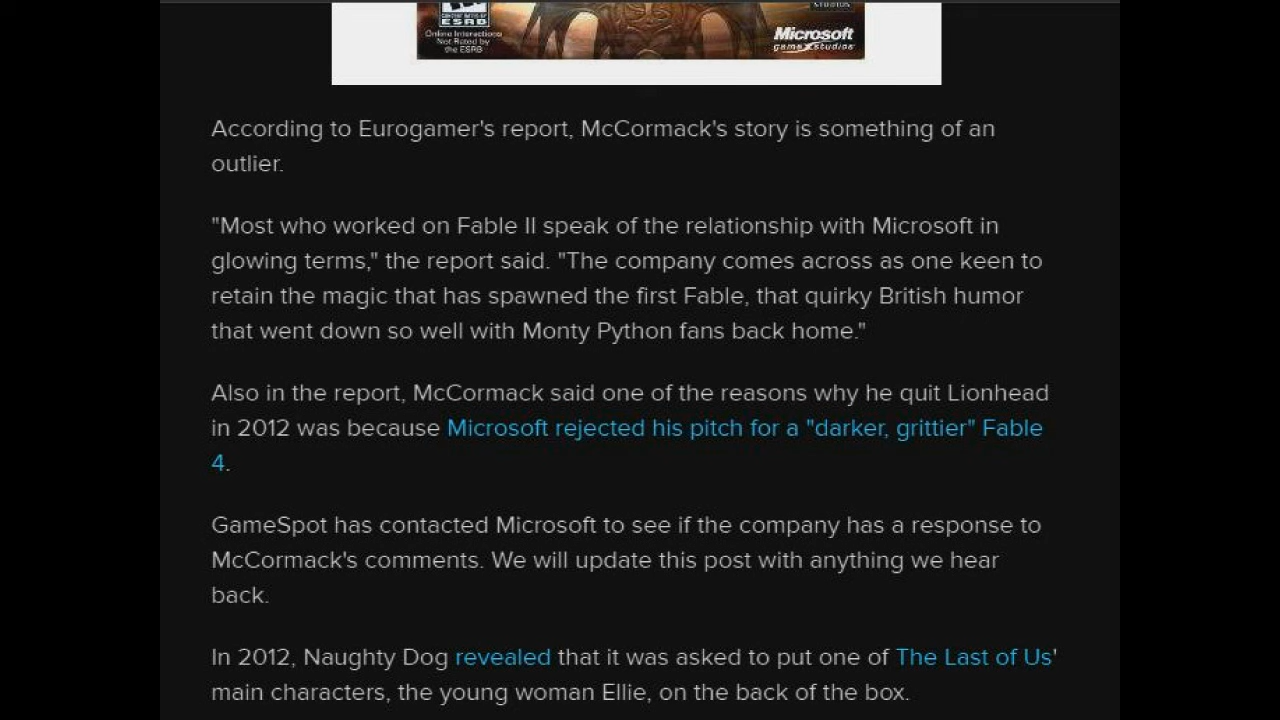 ESRB
STUDIOS
Online Interactions
Not Rated by
the ESRB
Microsoft
game studios
According to Eurogamer's report, McCormack's story is something of an
outlier.
"Most who worked on Fable II speak of the relationship with Microsoft in
glowing terms," the report said. "The company comes across as one keen to
retain the magic that has spawned the first Fable, that quirky British humor
that went down so well with Monty Python fans back home."
Also in the report, McCormack said one of the reasons why he quit Lionhead
in 2012 was because Microsoft rejected his pitch for a "darker, grittier" Fable
4.
GameSpot has contacted Microsoft to see if the company has a response to
McCormack's comments. We will update this post with anything we hear
back.
In 2012, Naughty Dog revealed that it was asked to put one of The Last of Us'
main characters, the young woman Ellie, on the back of the box.